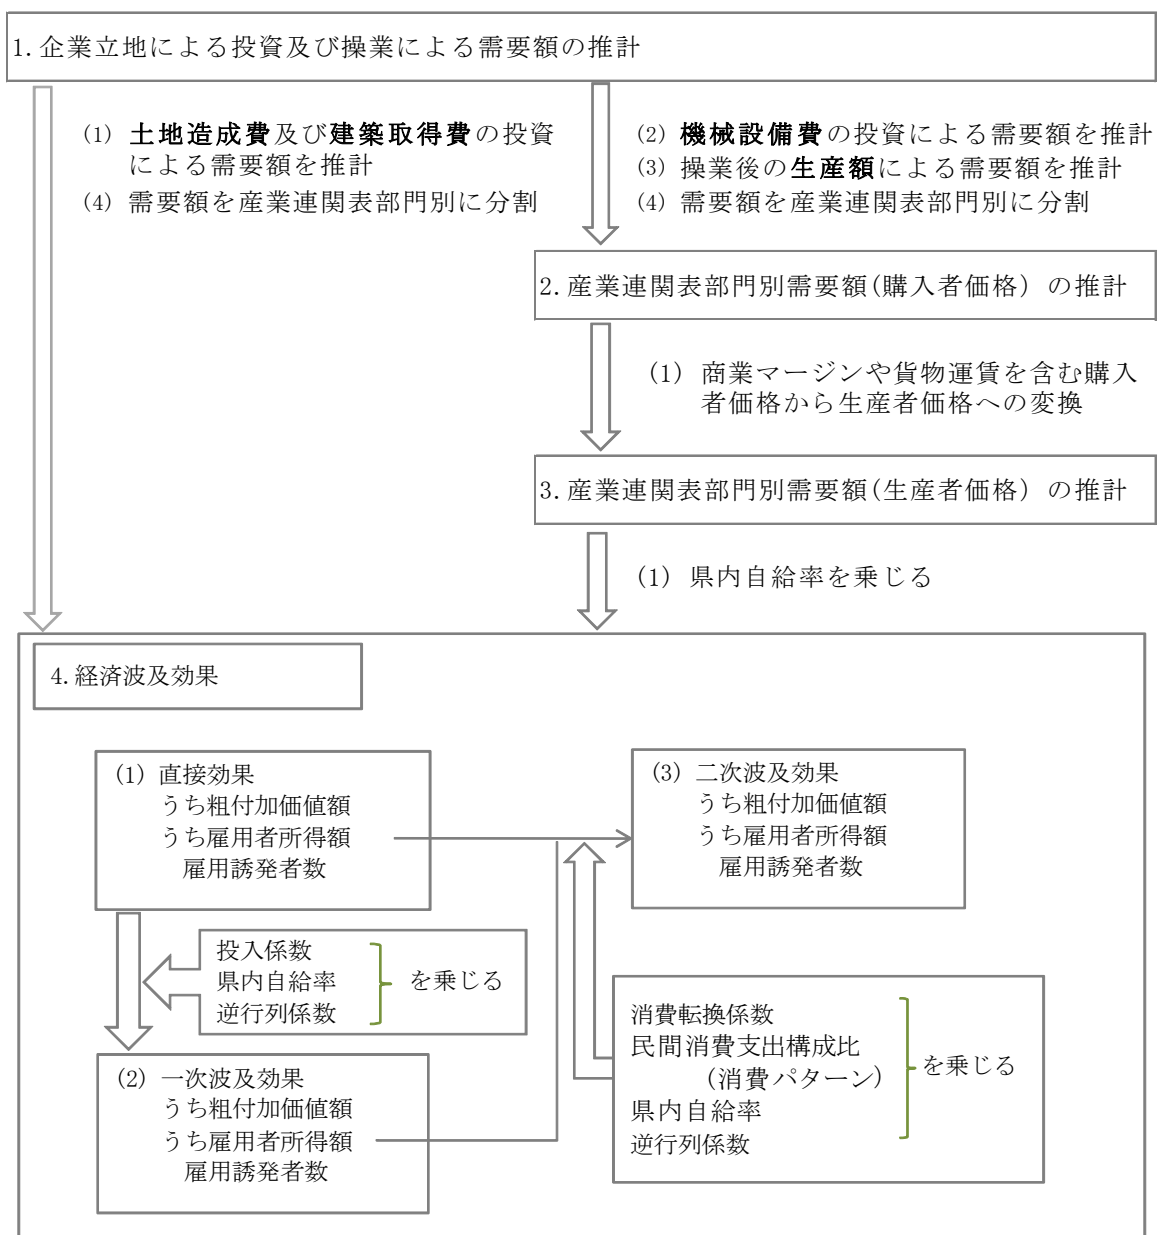 1.企業立地による投資及び操業による需要額の推計
(1) 土地造成費及び建築取得費の投資
による需要額を推計
(4) 需要額を産業連関表部門別に分割
(2) 機械設備費の投資による需要額を推計
(3) 操業後の生産額による需要額を推計
(4) 需要額を産業連関表部門別に分割
2.産業連関表部門別需要額(購入者価格) の推計
(1) 商業マージンや貨物運賃を含む購入
者価格から生産者価格への変換
3.産業連関表部門別需要額(生産者価格) の推計
(1) 県内自給率を乗じる
4.経済波及効果
(1) 直接効果
うち粗付加価値額
うち雇用者所得額
雇用誘発者数
(3) 二次波及効果
うち粗付加価値額
うち雇用者所得額
雇用誘発者数
投入係数
県内自給率
逆行列係数
を乗じる
(2) 一次波及効果
うち粗付加価値額
うち雇用者所得額
雇用誘発者数
消費転換係数
民間消費支出構成比
(消費パターン)
県内自給率
逆行列係数
を乗じる